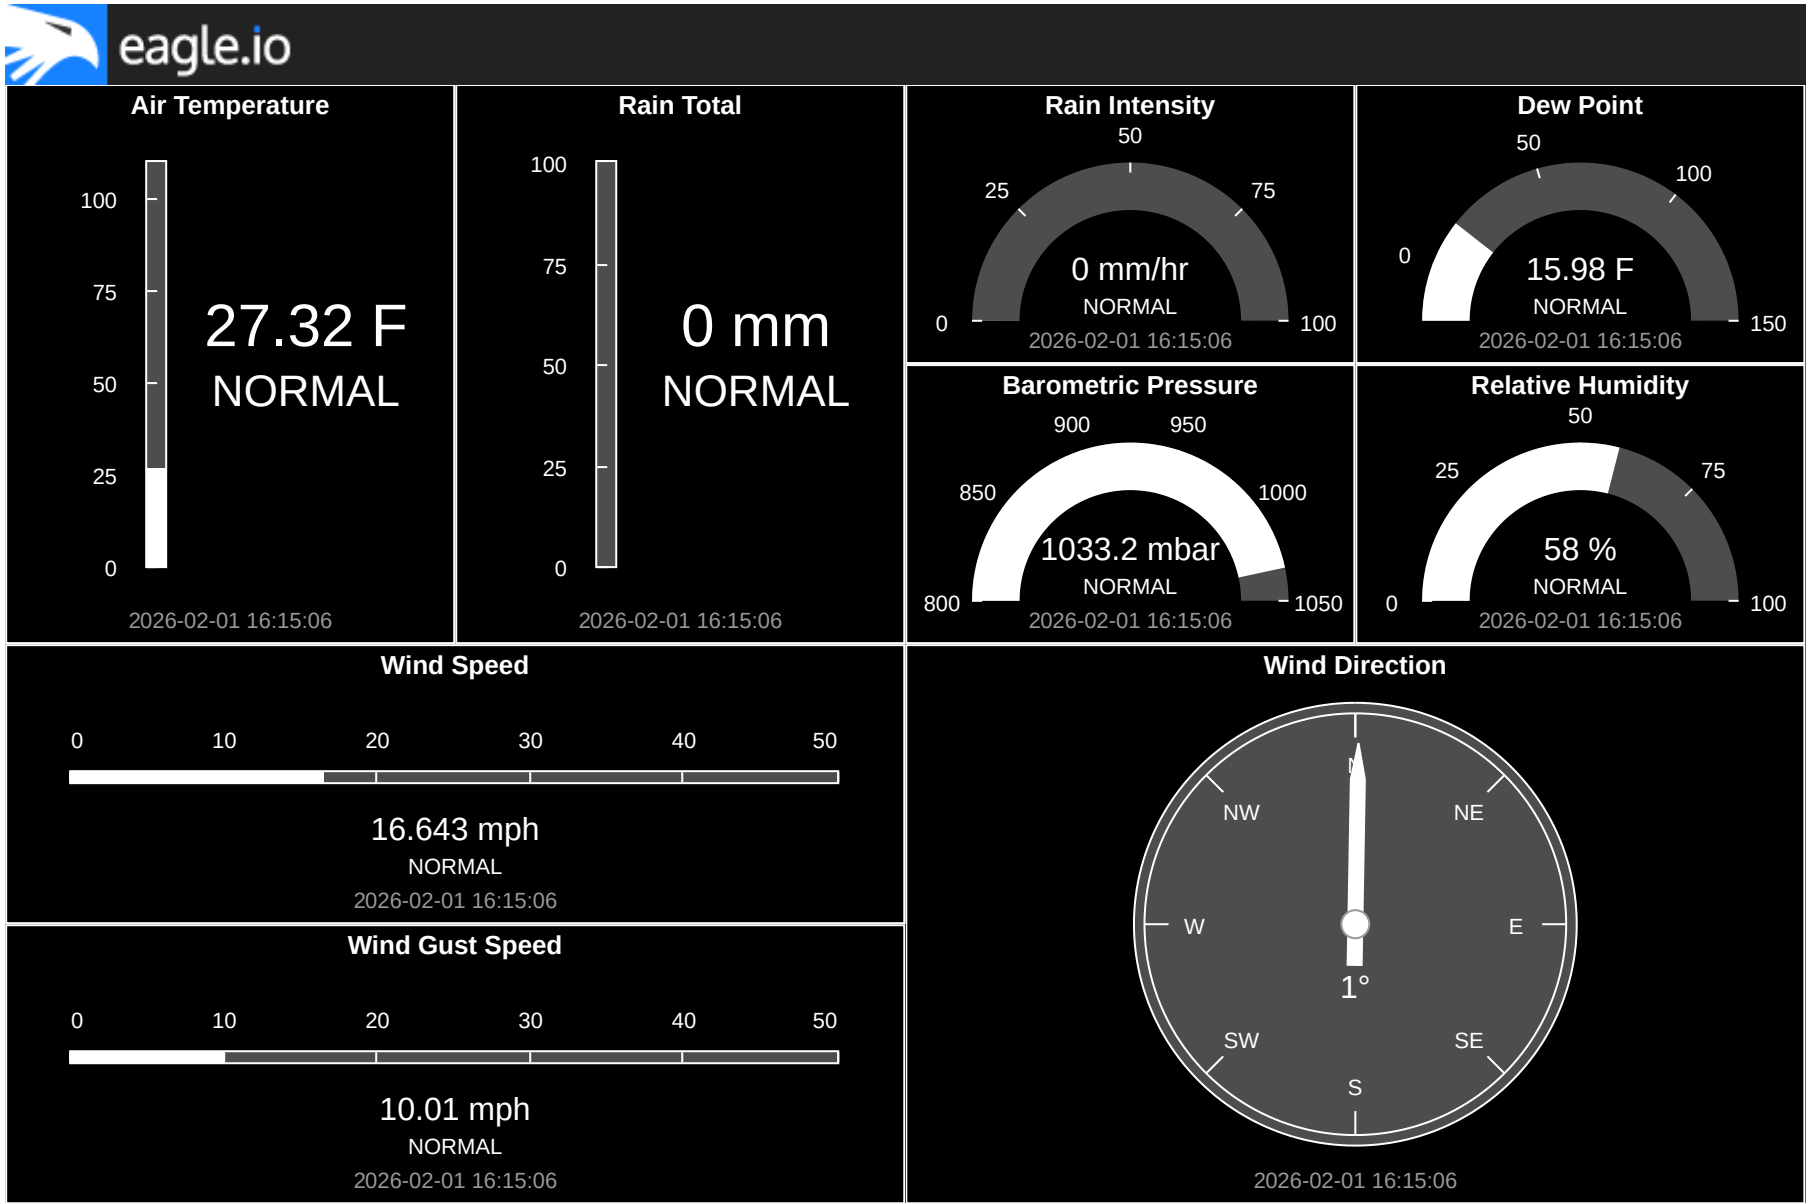 eagle.io
Air Temperature
100
75
50
25
0
27.32 F
NORMAL
2026-02-01 16:15:06
Rain Total
100
75
50
25
0
0 mm
NORMAL
2026-02-01 16:15:06
Rain Intensity
50
25
75
0
100
0 mm/hr
NORMAL
2026-02-01 16:15:06
Dew Point
50
100
0
150
15.98 F
NORMAL
2026-02-01 16:15:06
Barometric Pressure
900
950
850
1000
800
1050
1033.2 mbar
NORMAL
2026-02-01 16:15:06
Relative Humidity
50
25
75
0
100
58 %
NORMAL
2026-02-01 16:15:06
Wind Speed
0 10 20 30 40 50
16.643 mph
NORMAL
2026-02-01 16:15:06
Wind Gust Speed
0 10 20 30 40 50
10.01 mph
NORMAL
2026-02-01 16:15:06
Wind Direction
N
NW
NE
W
E
1°
SW
SE
S
2026-02-01 16:15:06